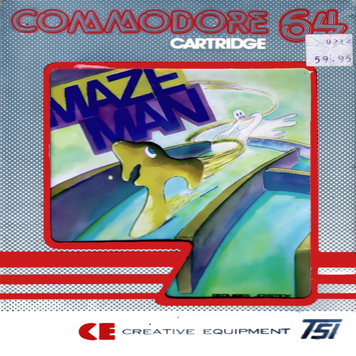 COMMODORE 64
CARTRIDGE
59.95
MAZE
MAN
CE CREATIVE EQUIPMENT TSI